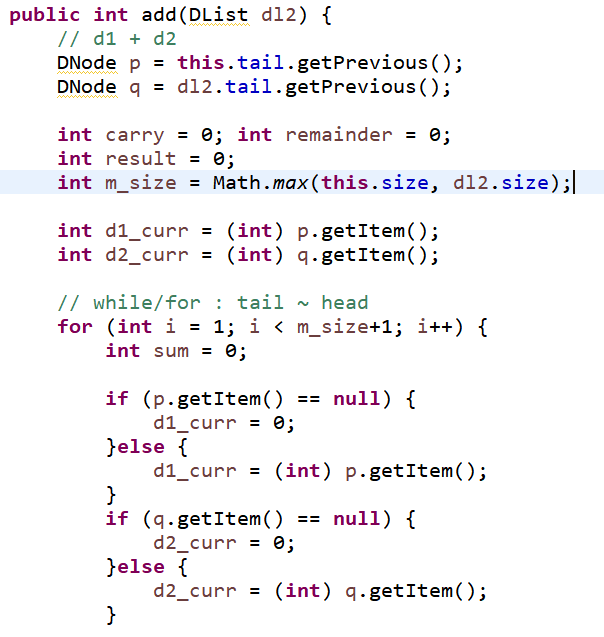 public int add(DList dl2) {
    // d1 + d2
    DNode p = this.tail.getPrevious();
    DNode q = dl2.tail.getPrevious();

    int carry = 0; int remainder = 0;
    int result = 0;
    int m_size = Math.max(this.size, dl2.size);

    int d1_curr = (int) p.getItem();
    int d2_curr = (int) q.getItem();

    // while/for : tail ~ head
    for (int i = 1; i < m_size+1; i++) {
        int sum = 0;

        if (p.getItem() == null) {
            d1_curr = 0;
        }else {
            d1_curr = (int) p.getItem();
        }
        if (q.getItem() == null) {
            d2_curr = 0;
        }else {
            d2_curr = (int) q.getItem();
        }